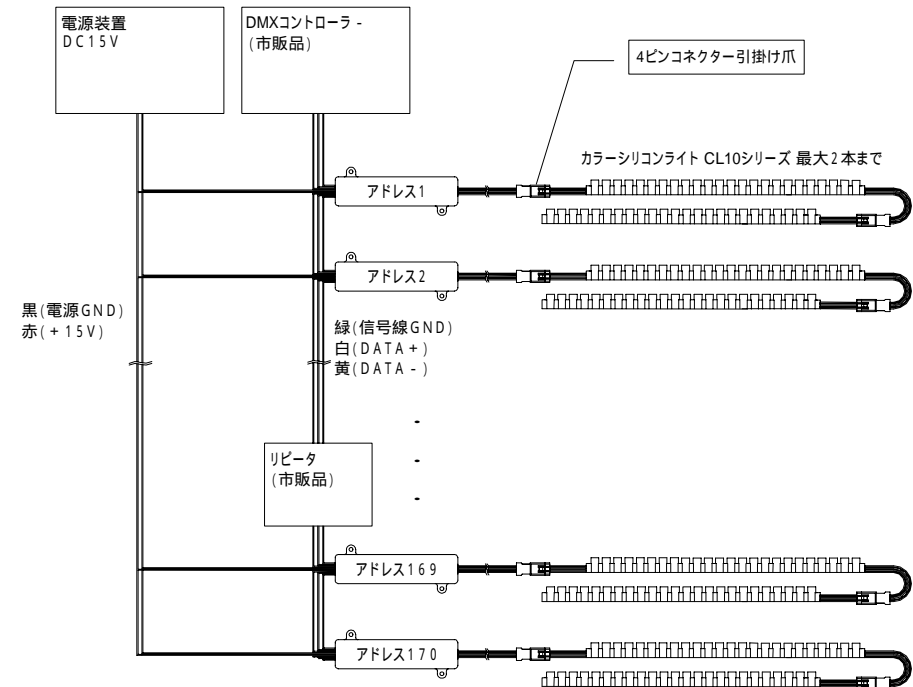 電源装置
DC15V
DMXコントローラ-
(市販品)
4ピンコネクター引掛け爪
カラーシリコンライト CL10シリーズ 最大2本まで
アドレス1
アドレス2
黒(電源GND)
赤(+15V)
緑(信号線GND)
白(DATA+)
黄(DATA-)
リピータ
(市販品)
アドレス169
アドレス170